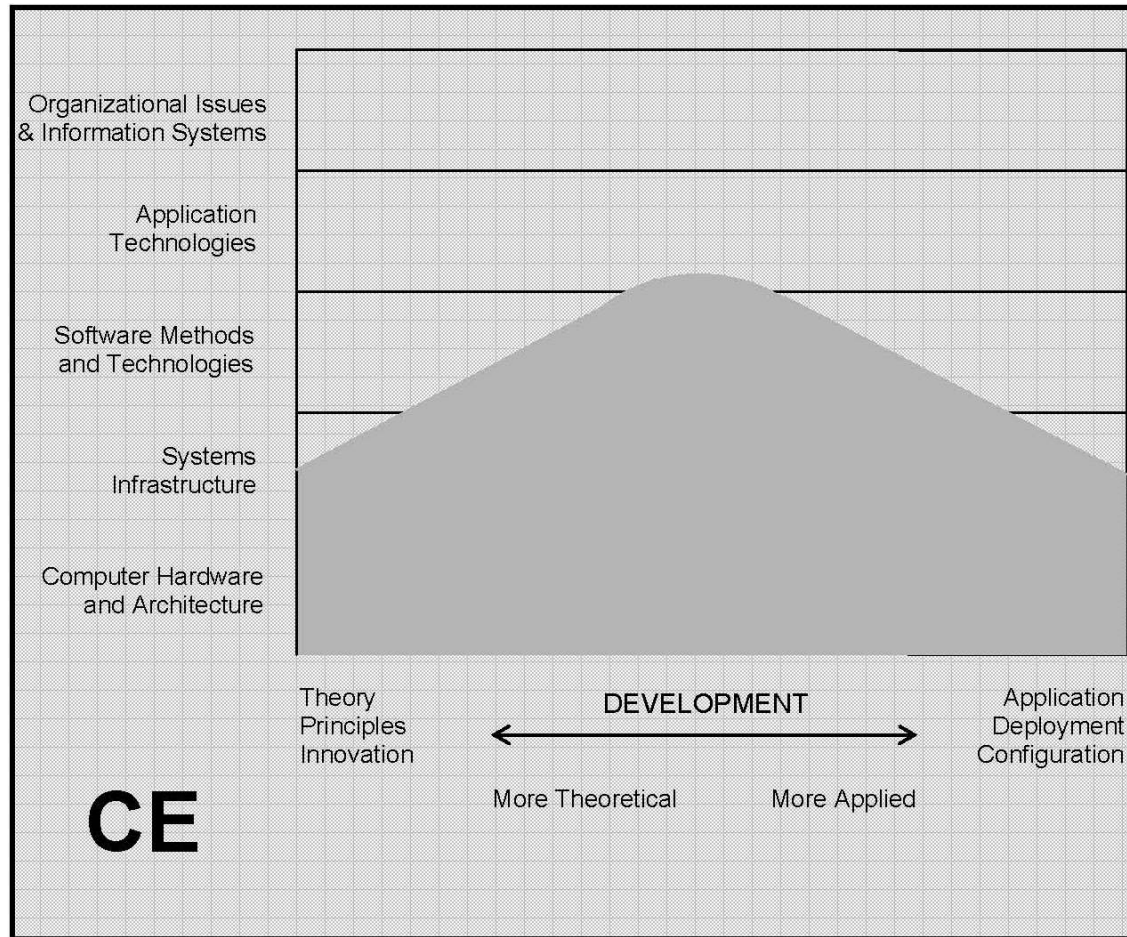 Organizational Issues
& Information Systems
Application
Technologies
Software Methods
and Technologies
Systems
Infrastructure
Computer Hardware
and Architecture
Theory
Principles
Innovation
DEVELOPMENT
Application
Deployment
Configuration
More Theoretical
More Applied
CE